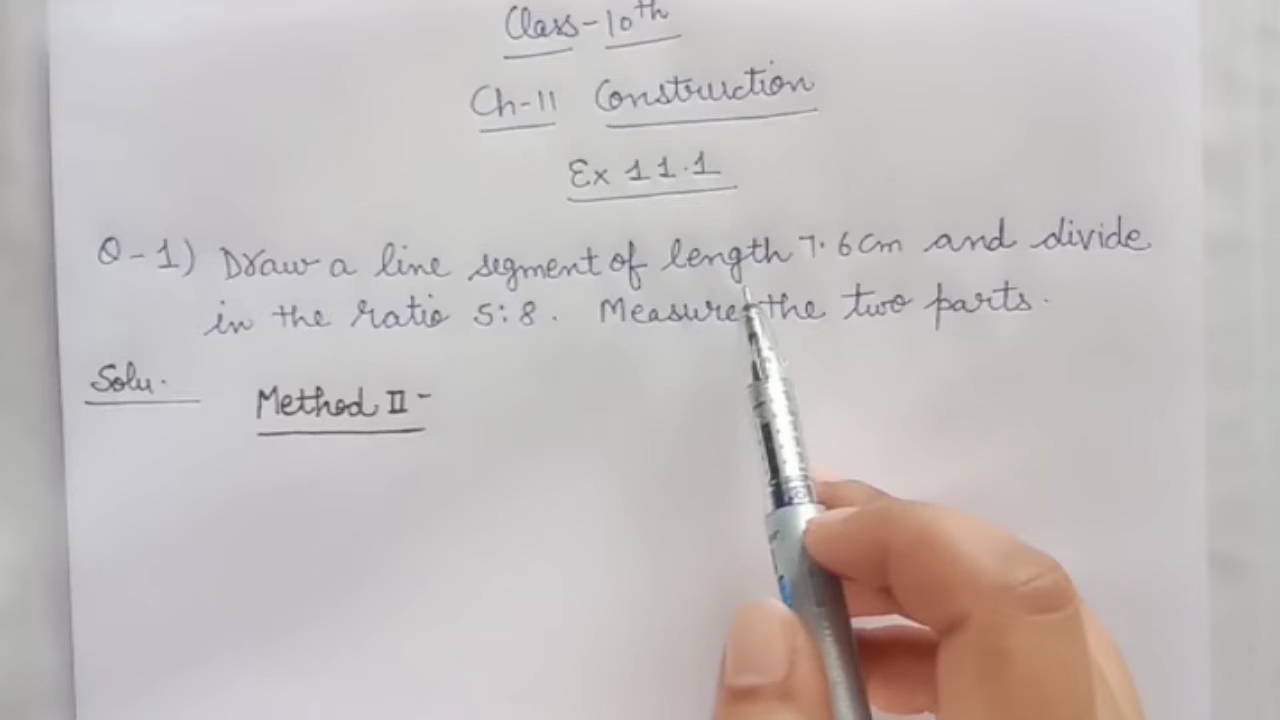 Class-10th
Ch-11 Construction
Ex 11.1
Q-1) Draw a line segment of length 7.6cm and divide
in the ratio 5:8. Measure the two parts.
Solu.
Method II-